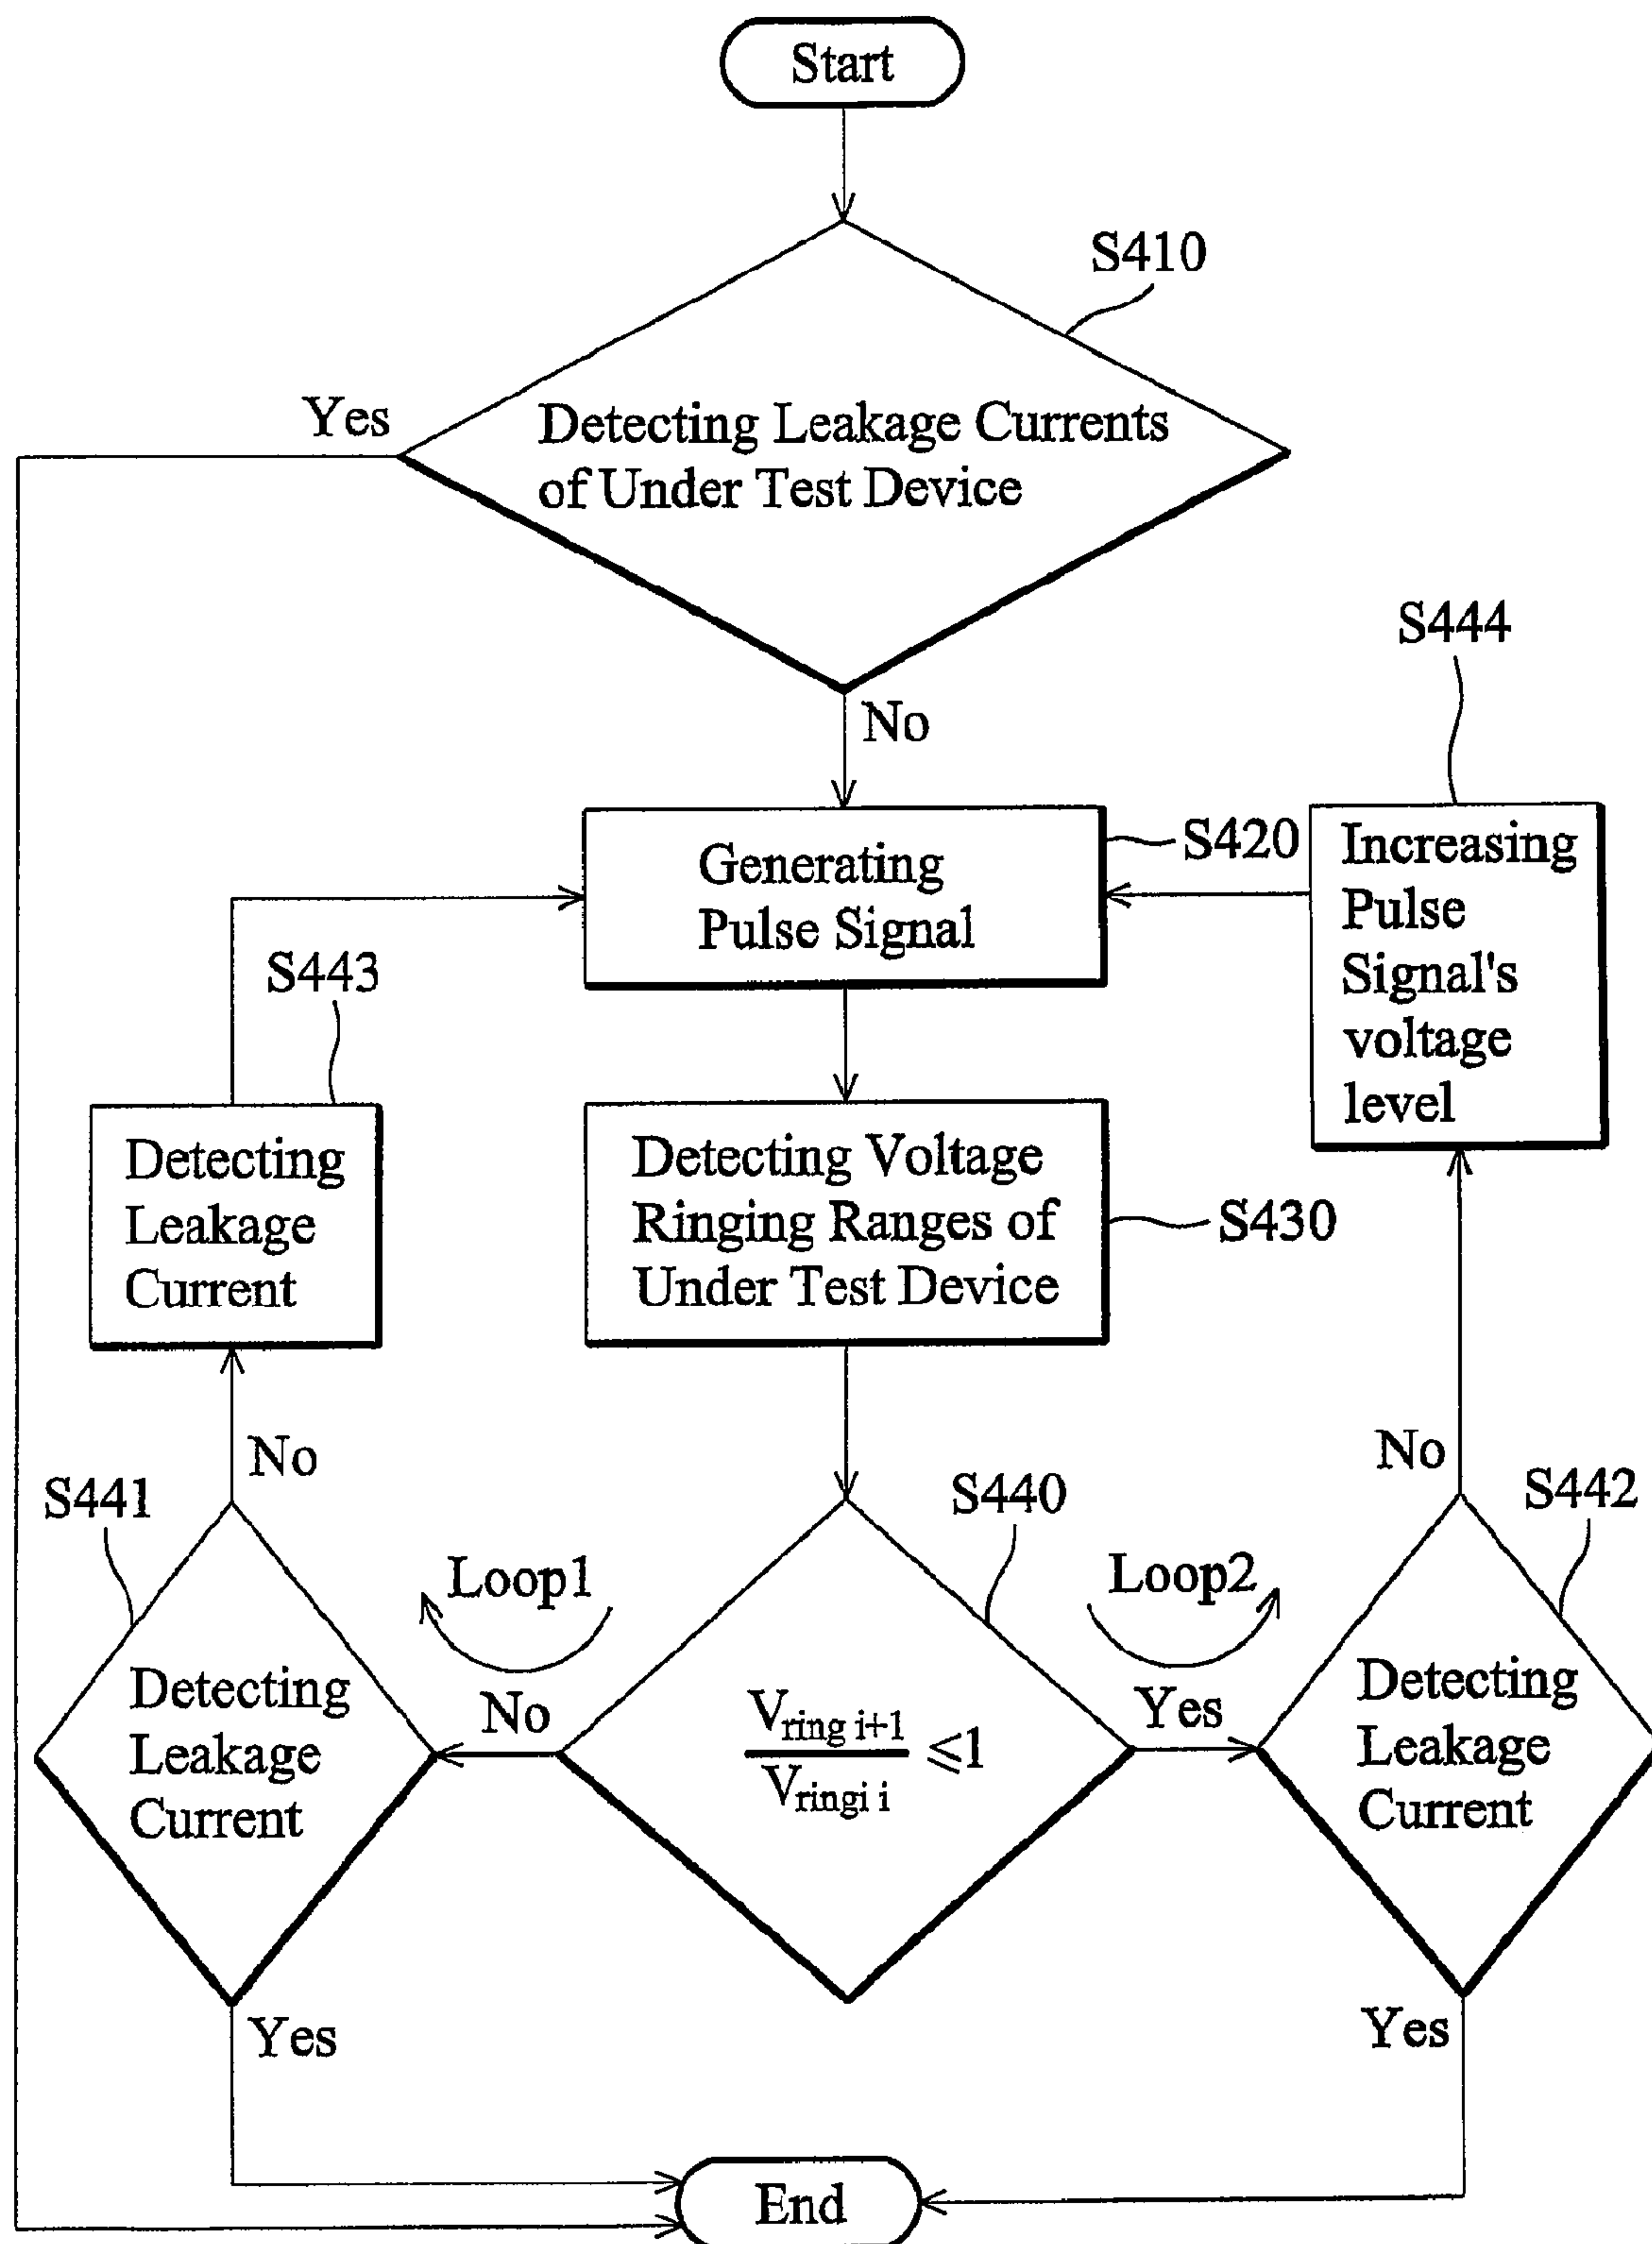 Start
S410
Yes
Detecting Leakage Currents
of Under Test Device
No
S444
Generating
Pulse Signal
S420
Increasing
Pulse
Signal's
voltage
level
S443
Detecting
Leakage
Current
Detecting Voltage
Ringing Ranges of
Under Test Device
S430
No
No
S441
S440
S442
Loop1
Loop2
Detecting
Leakage
Current
No
Vring i+1
Vringi i
≤1
Yes
Detecting
Leakage
Current
Yes
Yes
End